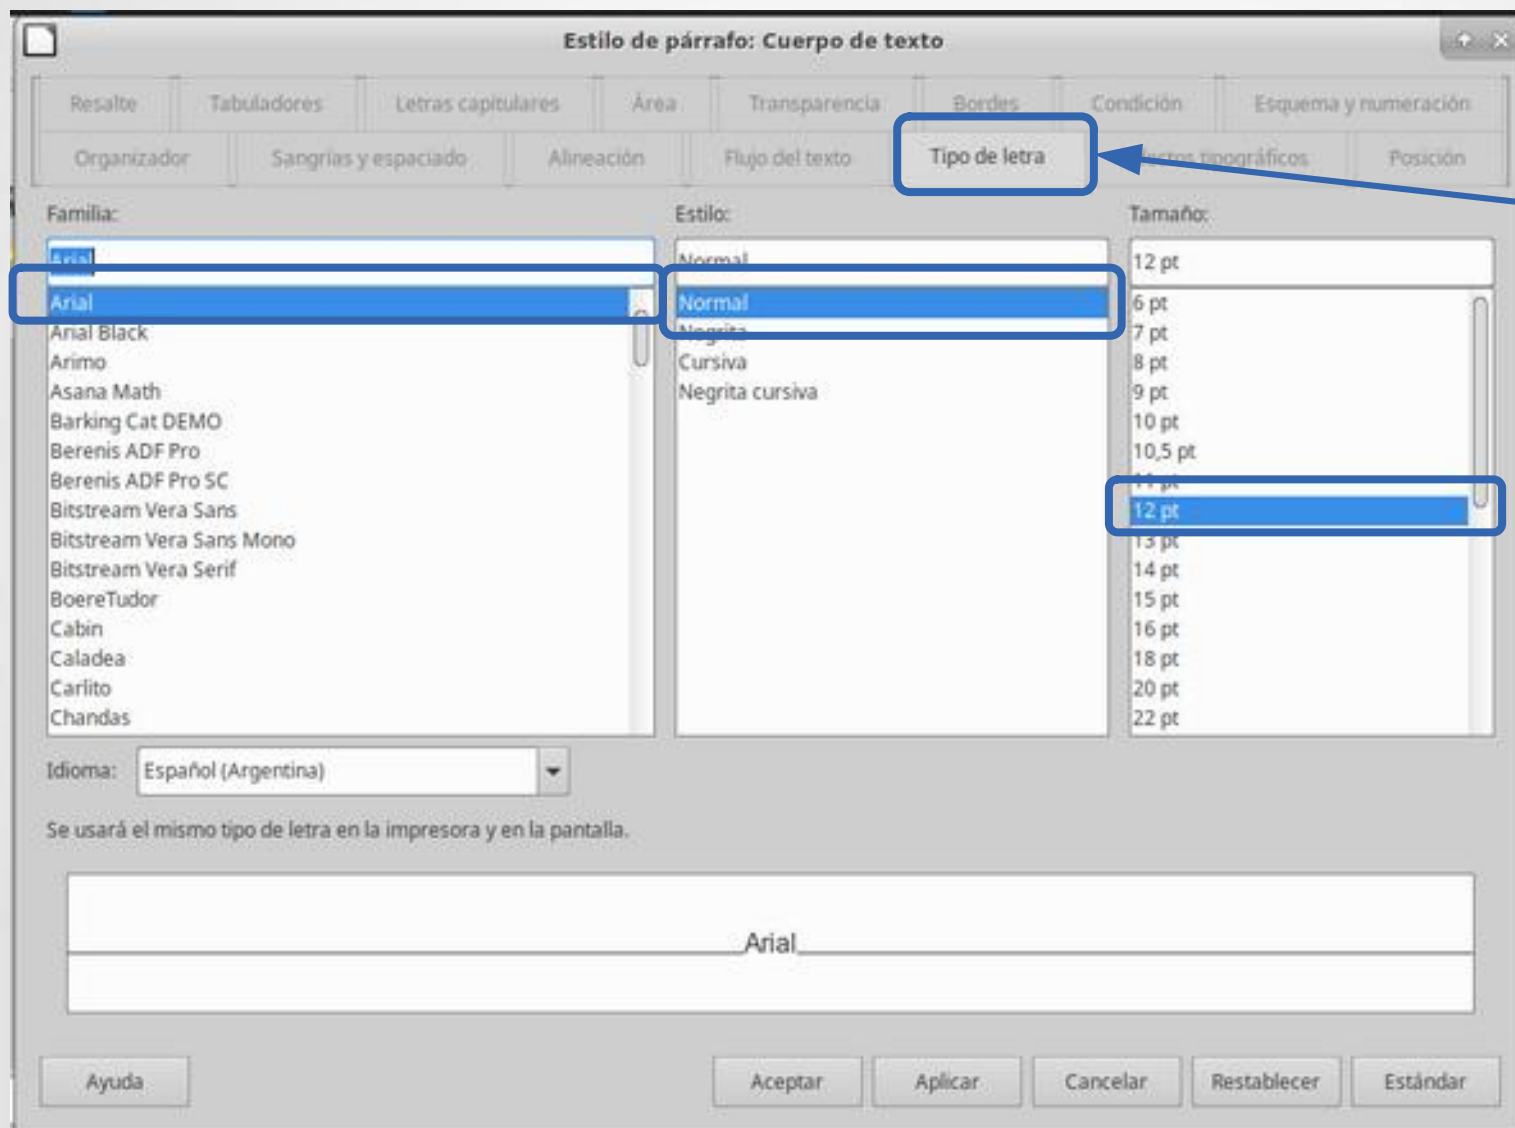 Estilo de párrafo: Cuerpo de texto
Resalte Tabuladores Letras capitulares Área Transparencia Bordes Condición Esquema y numeración
Organizador Sangrías y espaciado Alineación Flujo del texto Tipo de letra tipográficos Posición
Familia: Estilo: Tamaño:
Arial Normal 12 pt
Arial Normal 6 pt
Arial Black Negrita 7 pt
Arimo Cursiva 8 pt
Asana Math Negrita cursiva 9 pt
Barking Cat DEMO 10 pt
Berenis ADF Pro 10,5 pt
Berenis ADF Pro SC 11 pt
Bitstream Vera Sans 12 pt
Bitstream Vera Sans Mono 13 pt
Bitstream Vera Serif 14 pt
BoereTudor 15 pt
Cabin 16 pt
Caladea 18 pt
Carlito 20 pt
Chandas 22 pt
Idioma: Español (Argentina)
Se usará el mismo tipo de letra en la impresora y en la pantalla.
Arial
Ayuda Aceptar Aplicar Cancelar Restablecer Estándar